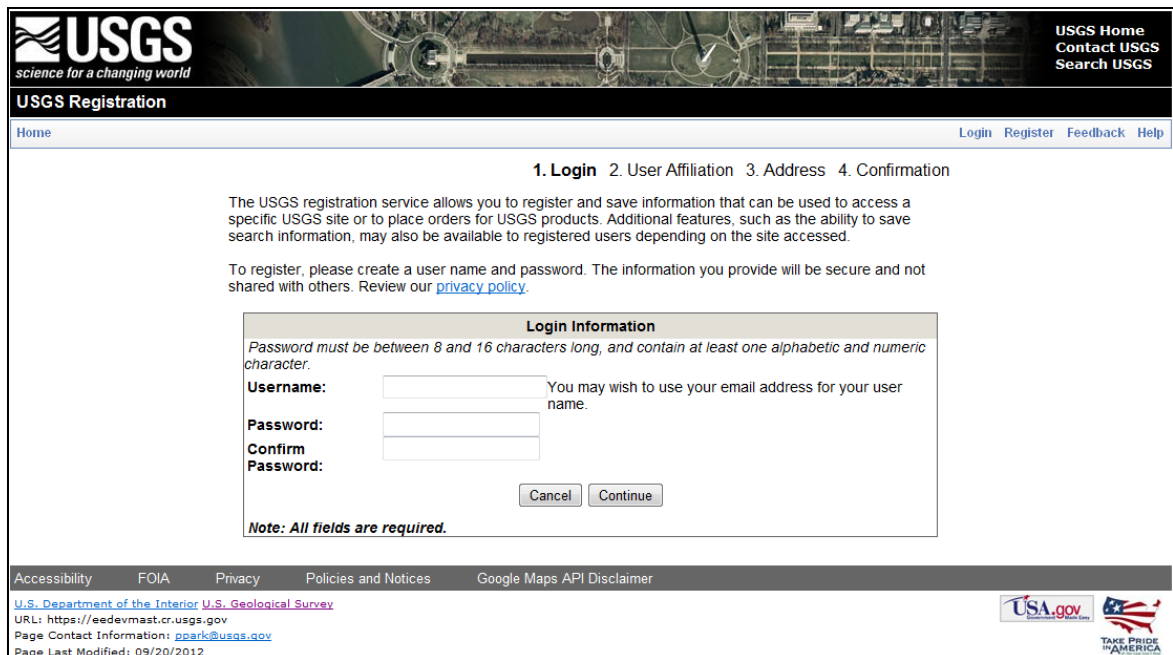 USGS
science for a changing world
USGS Home
Contact USGS
Search USGS
USGS Registration
Home
Login Register Feedback Help
1. Login 2. User Affiliation 3. Address 4. Confirmation
The USGS registration service allows you to register and save information that can be used to access a
specific USGS site or to place orders for USGS products. Additional features, such as the ability to save
search information, may also be available to registered users depending on the site accessed.
To register, please create a user name and password. The information you provide will be secure and not
shared with others. Review our privacy policy.
Login Information
Password must be between 8 and 16 characters long, and contain at least one alphabetic and numeric
character.
Username:
You may wish to use your email address for your user
name.
Password:
Confirm
Password:
Cancel Continue
Note: All fields are required.
Accessibility FOIA Privacy Policies and Notices Google Maps API Disclaimer
U.S. Department of the Interior U.S. Geological Survey
URL: https://eedevmast.cr.usgs.gov
Page Contact Information: ppark@usgs.gov
Page Last Modified: 09/20/2012
USA.gov
Government Made Easy
TAKE PRIDE
IN AMERICA